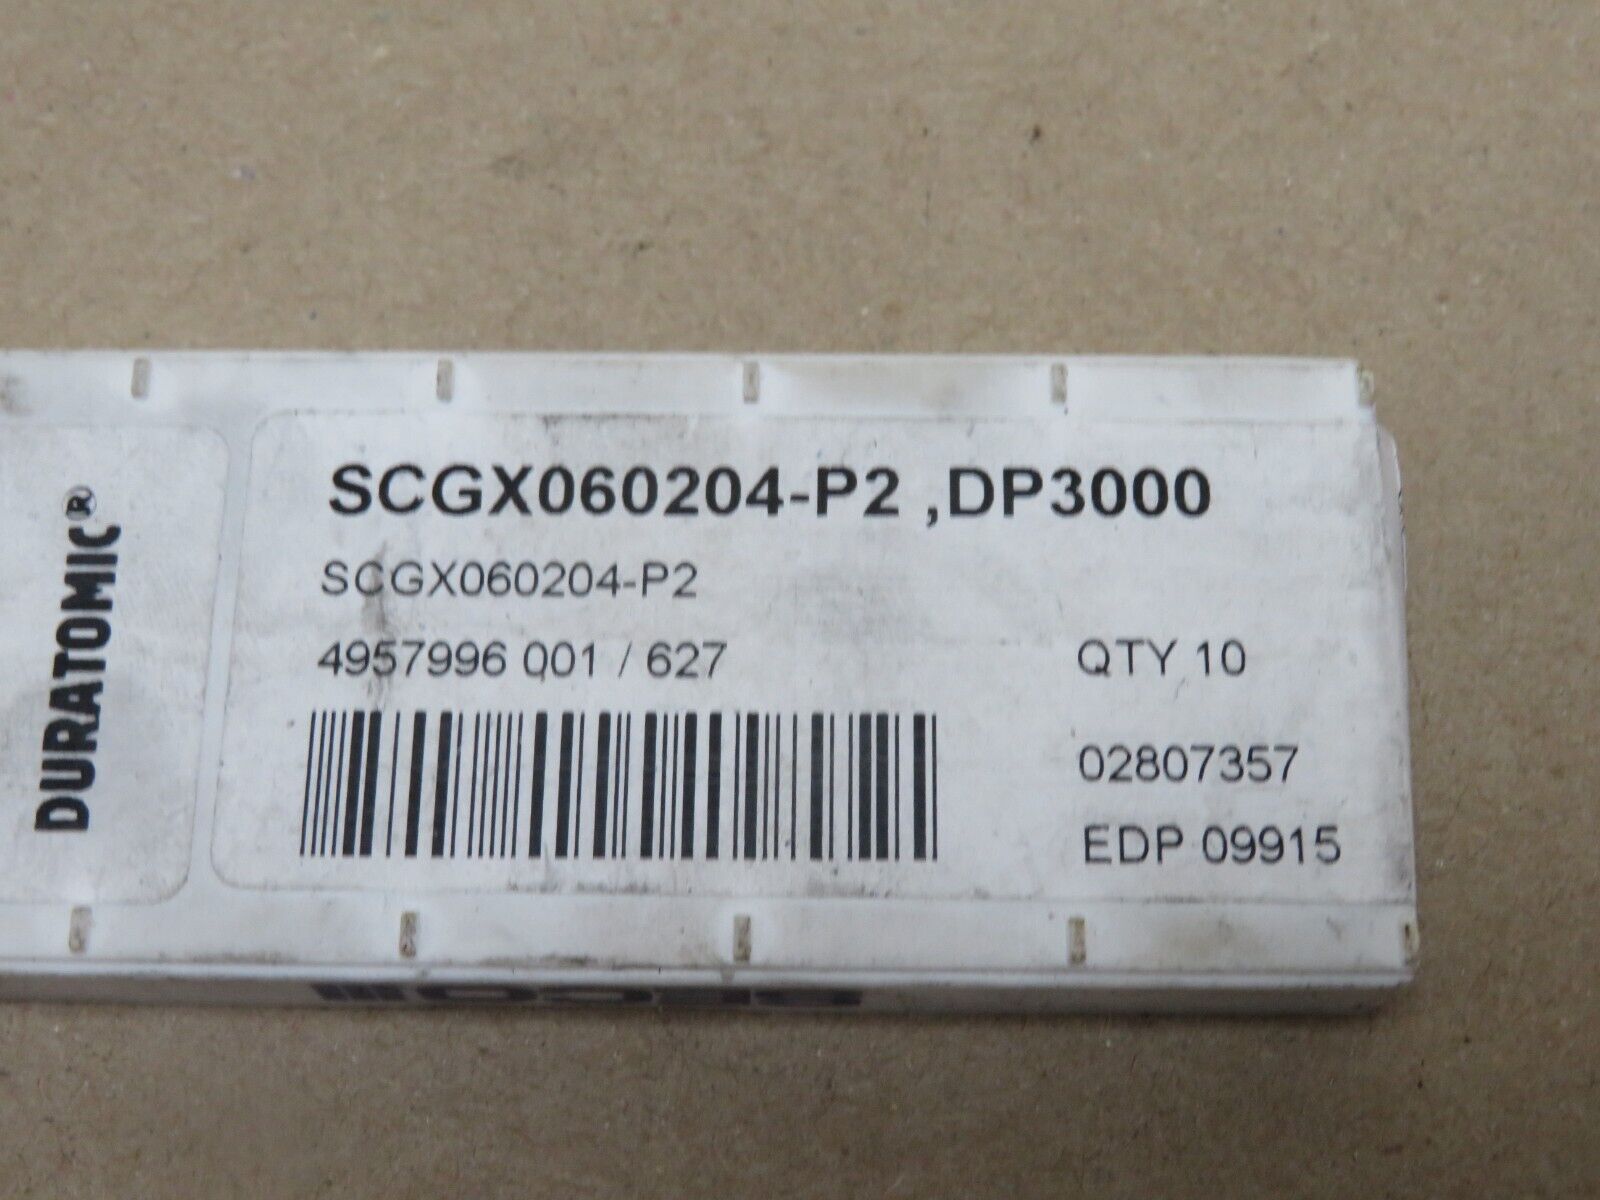 DURATOMIC®
SCGX060204-P2 ,DP3000
SCGX060204-P2
4957996 001 / 627
QTY 10
02807357
EDP 09915